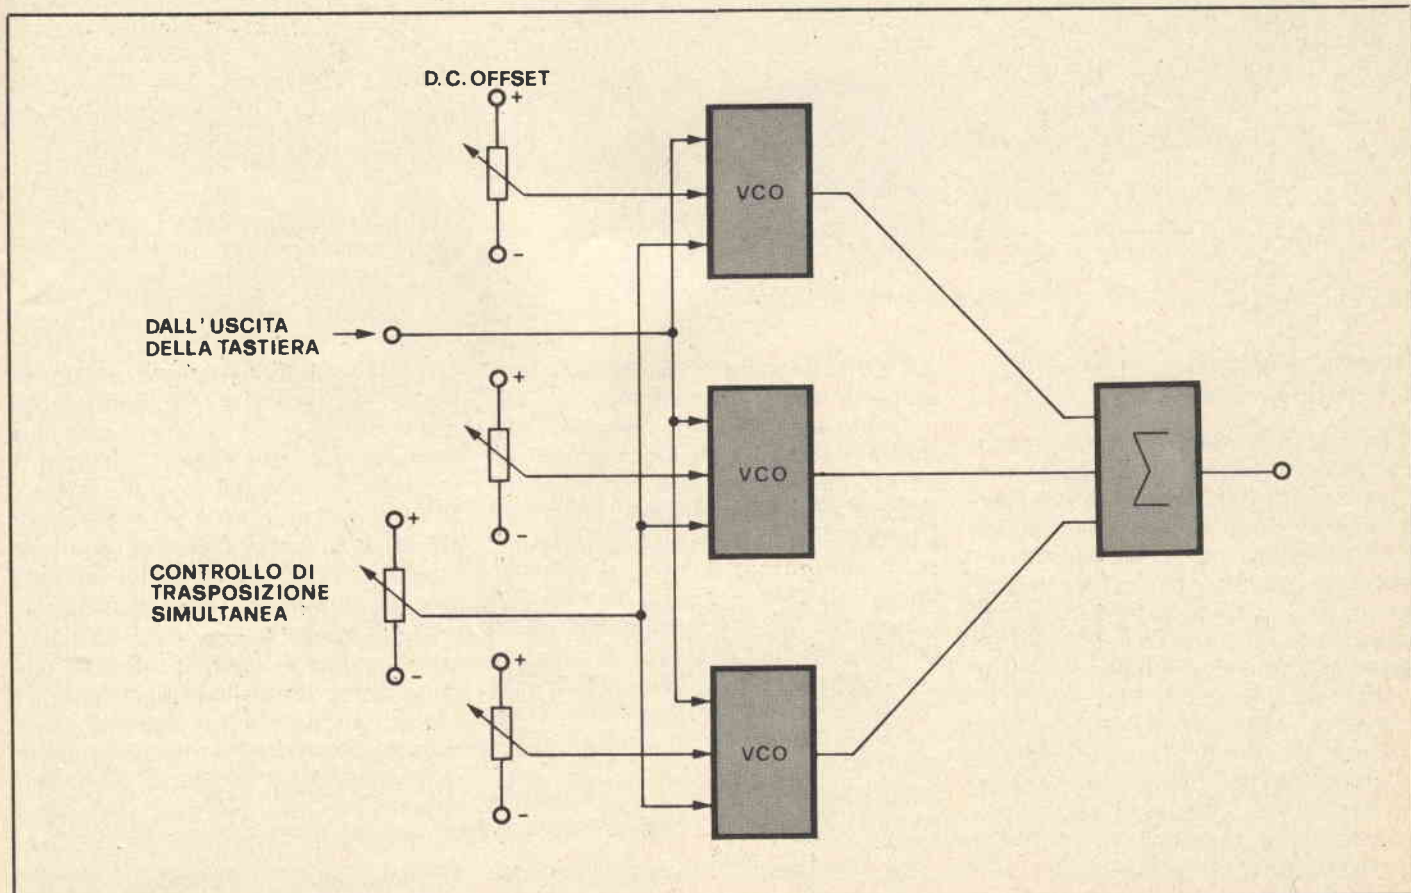 D.C. OFFSET
+
-
VCO
DALL'USCITA
DELLA TASTIERA
+
-
VCO
Σ
+
-
CONTROLLO DI
TRASPOSIZIONE
SIMULTANEA
+
-
VCO